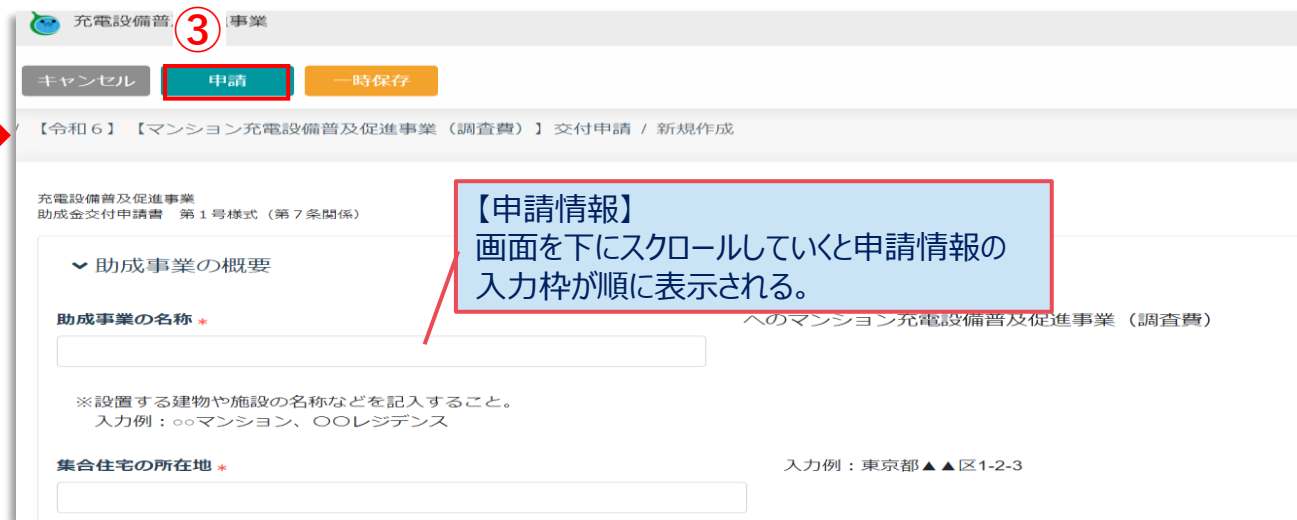 充電設備普 事業
③
キャンセル 申請 一時保存
/ 【令和６】【マンション充電設備普及促進事業（調査費）】交付申請 / 新規作成
充電設備普及促進事業
助成金交付申請書　第１号様式（第７条関係）
【申請情報】
画面を下にスクロールしていくと申請情報の
入力枠が順に表示される。
助成事業の概要
助成事業の名称 *
へのマンション充電設備普及促進事業（調査費）
※設置する建物や施設の名称などを記入すること。
入力例：○○マンション、〇〇レジデンス
集合住宅の所在地 *
入力例：東京都▲▲区1-2-3